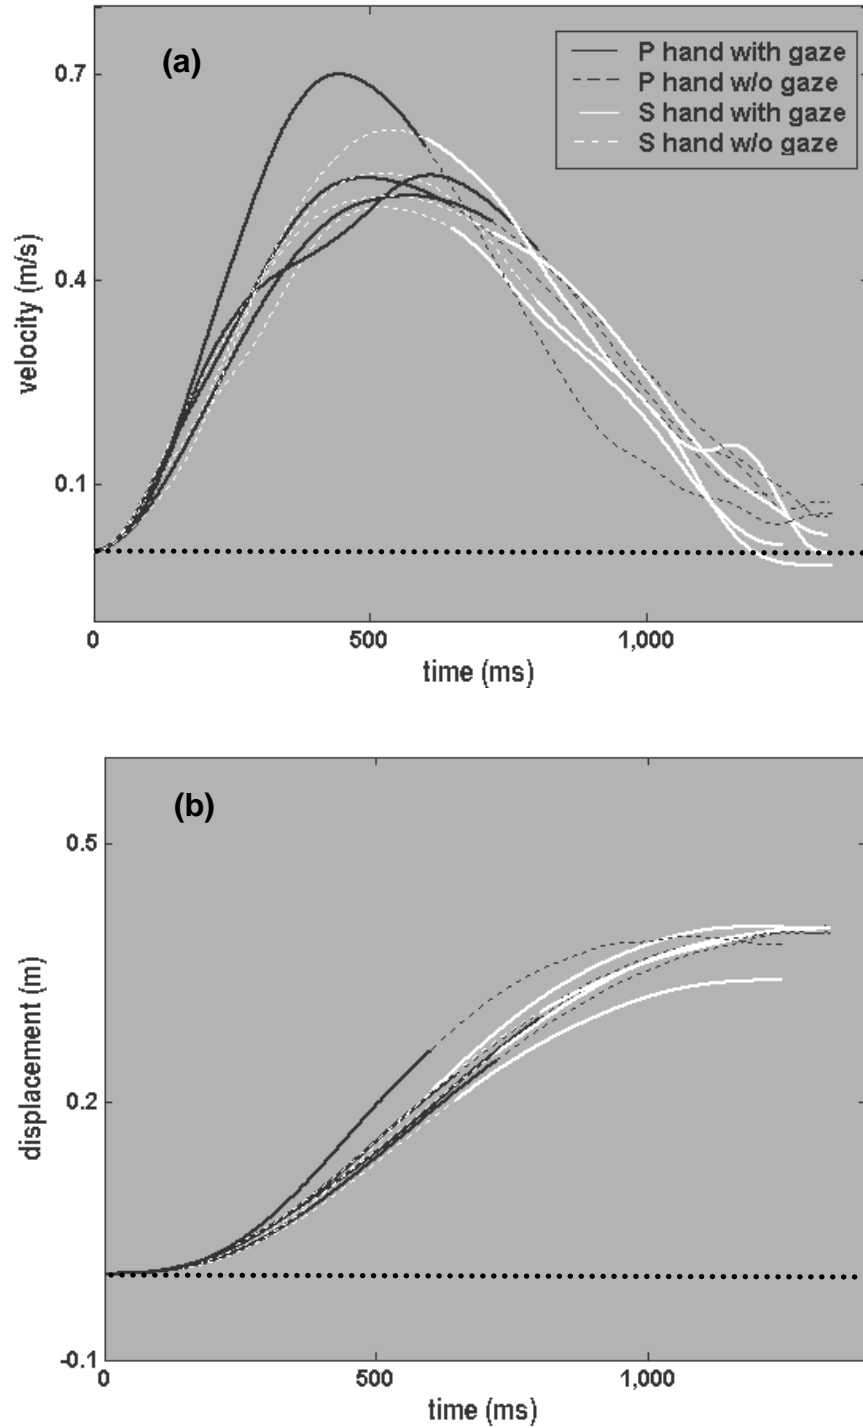 (a)
P hand with gaze
P hand w/o gaze
S hand with gaze
S hand w/o gaze
0.7
0.4
0.1
velocity (m/s)
0
500
1,000
time (ms)
(b)
0.5
0.2
-0.1
displacement (m)
0
500
1,000
time (ms)